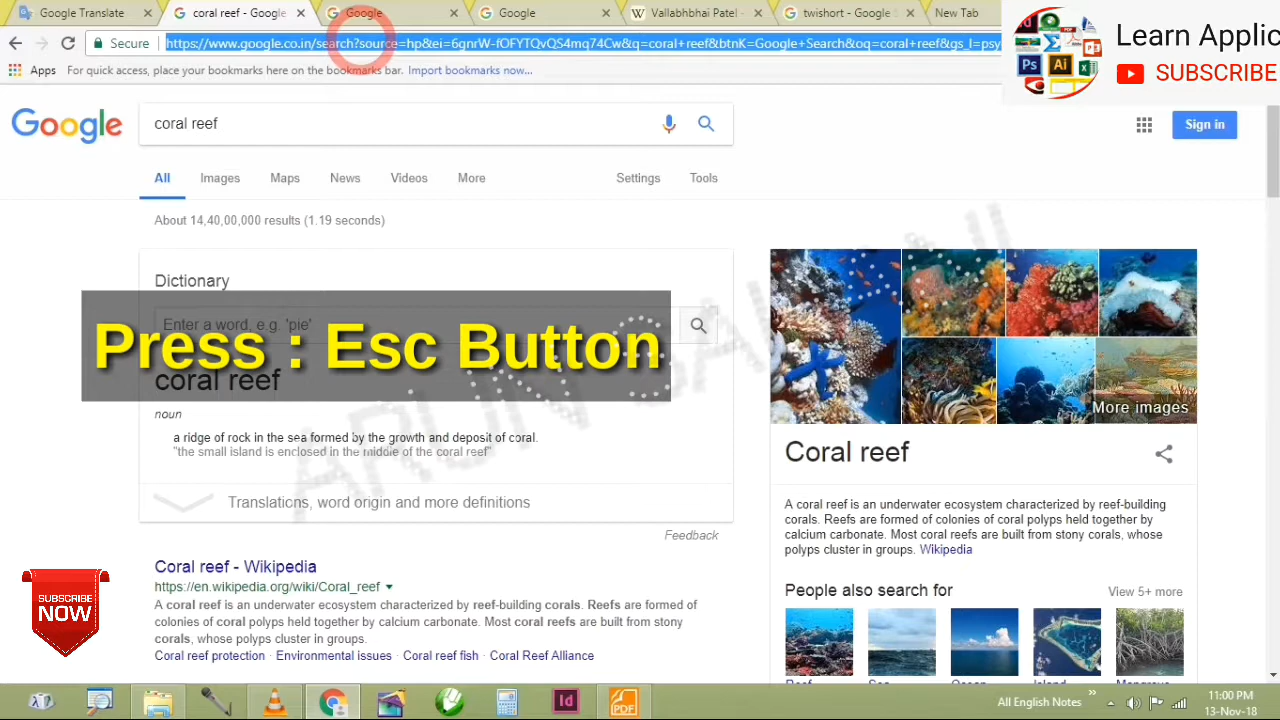 Google Translate
coral reef - Google
Google
Google
Vallabhbhai Patel -
twishort - Google
New Tab
Secure
https://www.google.co.in/search?source=hp&ei=6gnrW-fOFYTQvQS4mq74Cw&q=coral+reef&btnK=Google+Search&oq=coral+reef&gs_l=psy
Apps
For quick access, place your bookmarks here on the bookmarks bar. Import bookmarks now...
Learn Applic
SUBSCRIBE
Ps
Ai
Google
coral reef
Sign in
All Images Maps News Videos More Settings Tools
About 14,40,00,000 results (1.19 seconds)
Dictionary
Enter a word, e.g. 'pie'
Press : Esc Button
coral reef
noun
a ridge of rock in the sea formed by the growth and deposit of coral.
"the small island is enclosed in the middle of the coral reef"
Translations, word origin and more definitions
Feedback
Coral reef - Wikipedia
https://en.wikipedia.org/wiki/Coral_reef
A coral reef is an underwater ecosystem characterized by reef-building corals. Reefs are formed of
colonies of coral polyps held together by calcium carbonate. Most coral reefs are built from stony
corals, whose polyps cluster in groups.
Coral reef protection · Environmental issues · Coral reef fish · Coral Reef Alliance
More images
Coral reef
A coral reef is an underwater ecosystem characterized by reef-building
corals. Reefs are formed of colonies of coral polyps held together by
calcium carbonate. Most coral reefs are built from stony corals, whose
polyps cluster in groups. Wikipedia
People also search for
View 5+ more
Reef Sea Ocean Island Mangrove
SUBSCRIBE
NOW
Id
PDF
All English Notes
11:00 PM
13-Nov-18